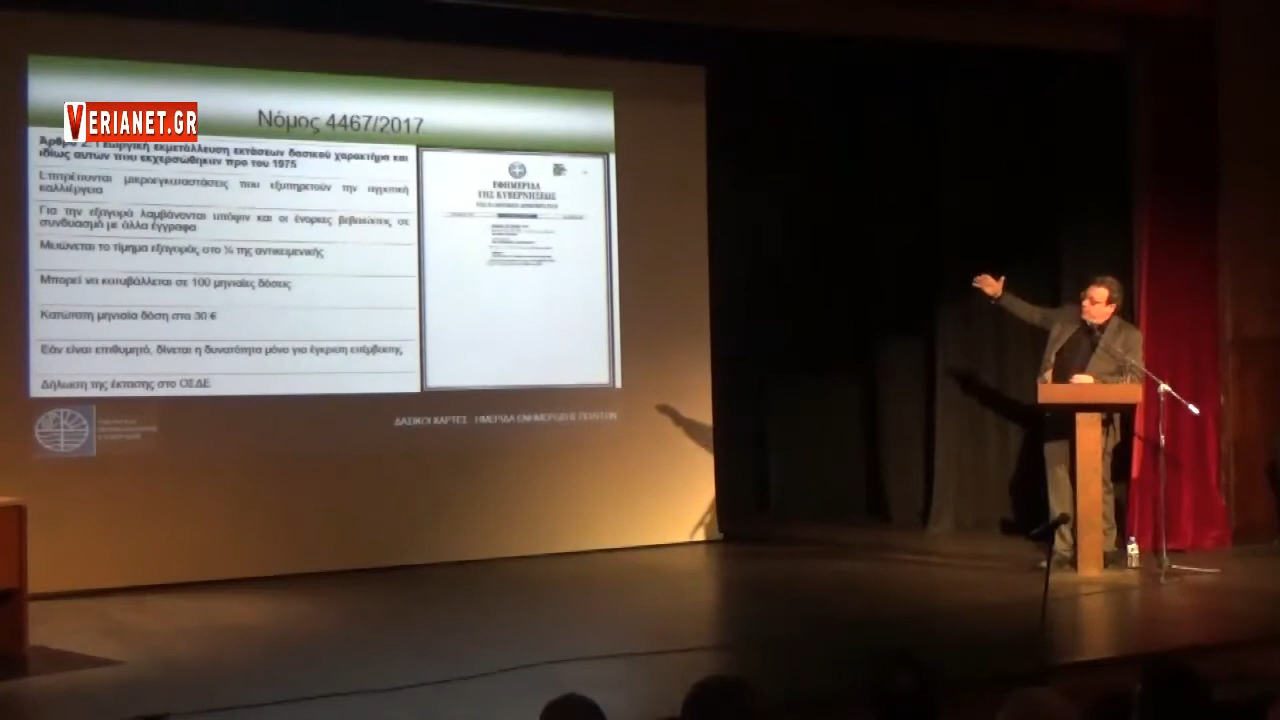 VERIANET.GR
Νόμος 4467/2017
Άρθρο 2: Γεωργική εκμετάλλευση εκτάσεων δασικού χαρακτήρα και
ιδίως αυτών που εκχερσώθηκαν προ του 1975
Επιτρέπονται μικροεγκαταστάσεις που εξυπηρετούν την αγροτική
καλλιέργεια
Για την εξαγορά λαμβάνονται υπόψιν και οι ένορκες βεβαιώσεις σε
συνδυασμό με άλλα έγγραφα
Μειώνεται το τίμημα εξαγοράς στο ¼ της αντικειμενικής
Μπορεί να καταβάλλεται σε 100 μηνιαίες δόσεις
Κατώτατη μηνιαία δόση στα 30 €
Εάν είναι επιθυμητό, δίνεται η δυνατότητα μόνο για έγκριση επέμβασης
Δήλωση της έκτασης στο ΟΣΔΕ
ΕΦΗΜΕΡΙΔΑ
ΤΗΣ ΚΥΒΕΡΝΗΣΕΩΣ
ΔΑΣΙΚΟΙ ΧΑΡΤΕΣ - ΗΜΕΡΙΔΑ ΕΝΗΜΕΡΩΣΗΣ ΠΟΛΙΤΩΝ